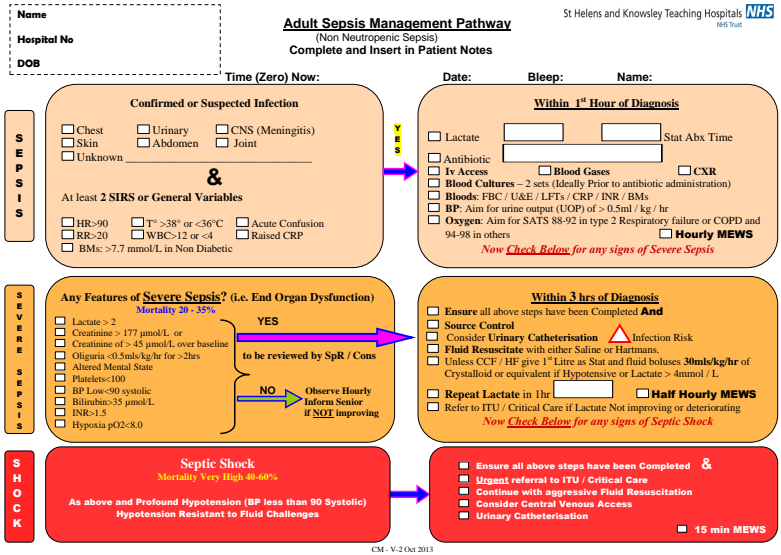 Name
Hospital No
DOB
Adult Sepsis Management Pathway
(Non Neutropenic Sepsis)
Complete and Insert in Patient Notes
St Helens and Knowsley Teaching Hospitals NHS
NHS Trust
Time (Zero) Now: Date: Bleep: Name:
SEPSIS
Confirmed or Suspected Infection
Chest Urinary CNS (Meningitis)
Skin Abdomen Joint
Unknown ______________________________
&
At least 2 SIRS or General Variables
HR>90 T° >38° or <36°C Acute Confusion
RR>20 WBC>12 or <4 Raised CRP
BMs: >7.7 mmol/L in Non Diabetic
YES
Within 1st Hour of Diagnosis
Lactate Stat Abx Time
Antibiotic
Iv Access Blood Gases CXR
Blood Cultures – 2 sets (Ideally Prior to antibiotic administration)
Bloods: FBC / U&E / LFTs / CRP / INR / BMs
BP: Aim for urine output (UOP) of > 0.5ml / kg / hr
Oxygen: Aim for SATS 88-92 in type 2 Respiratory failure or COPD and
94-98 in others Hourly MEWS
Now Check Below for any signs of Severe Sepsis
SEVERE SEPSIS
Any Features of Severe Sepsis? (i.e. End Organ Dysfunction)
Mortality 20 - 35%
Lactate > 2
Creatinine > 177 µmol/L or
Creatinine of > 45 µmol/L over baseline
Oliguria <0.5mls/kg/hr for >2hrs
Altered Mental State
Platelets<100
BP Low<90 systolic
Bilirubin>35 µmol/L
INR>1.5
Hypoxia pO2<8.0
YES
to be reviewed by SpR / Cons
NO
Observe Hourly
Inform Senior
if NOT improving
Within 3 hrs of Diagnosis
Ensure all above steps have been Completed And
Source Control
Consider Urinary Catheterisation Infection Risk
Fluid Resuscitate with either Saline or Hartmans.
Unless CCF / HF give 1st Litre as Stat and fluid boluses 30mls/kg/hr of
Crystalloid or equivalent if Hypotensive or Lactate > 4mmol / L
Repeat Lactate in 1hr Half Hourly MEWS
Refer to ITU / Critical Care if Lactate Not improving or deteriorating
Now Check Below for any signs of Septic Shock
SHOCK
Septic Shock
Mortality Very High 40-60%
As above and Profound Hypotension (BP less than 90 Systolic)
Hypotension Resistant to Fluid Challenges
Ensure all above steps have been Completed &
Urgent referral to ITU / Critical Care
Continue with aggressive Fluid Resuscitation
Consider Central Venous Access
Urinary Catheterisation
15 min MEWS
CM - V-2 Oct 2013